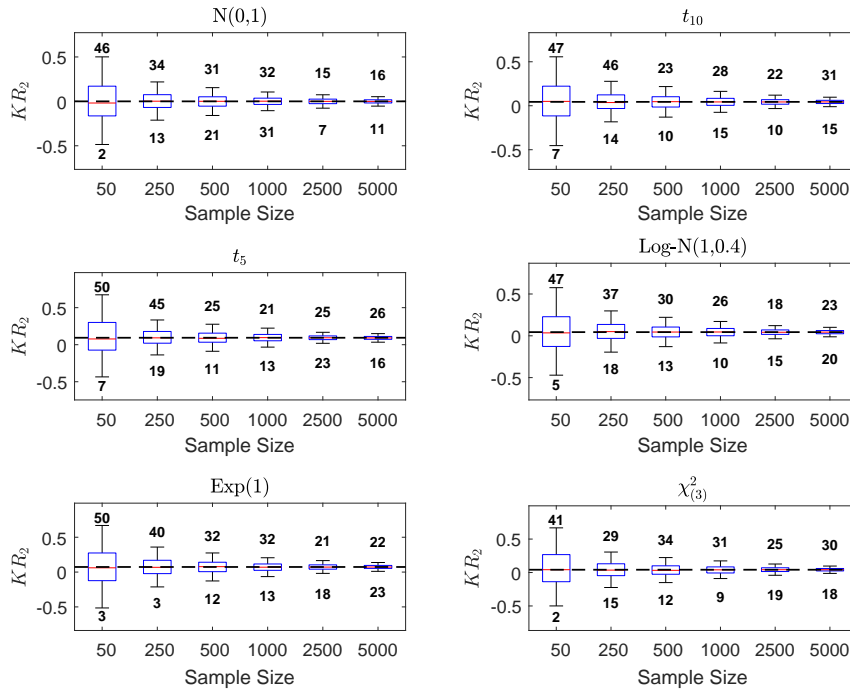 N(0,1)
KR₂
0.5
0
-0.5
46 34 31 32 15 16
2 13 21 31 7 11
50 250 500 1000 2500 5000
Sample Size
t₁₀
KR₂
0.5
0
-0.5
47 46 23 28 22 31
7 14 10 15 10 15
50 250 500 1000 2500 5000
Sample Size
t₅
KR₂
0.5
0
-0.5
50 45 25 21 25 26
7 19 11 13 23 16
50 250 500 1000 2500 5000
Sample Size
Log-N(1,0.4)
KR₂
0.5
0
-0.5
47 37 30 26 18 23
5 18 13 10 15 20
50 250 500 1000 2500 5000
Sample Size
Exp(1)
KR₂
0.5
0
-0.5
50 40 32 32 21 22
3 3 12 13 18 23
50 250 500 1000 2500 5000
Sample Size
χ²₍₃₎
KR₂
0.5
0
-0.5
41 29 34 31 25 30
2 15 12 9 19 18
50 250 500 1000 2500 5000
Sample Size